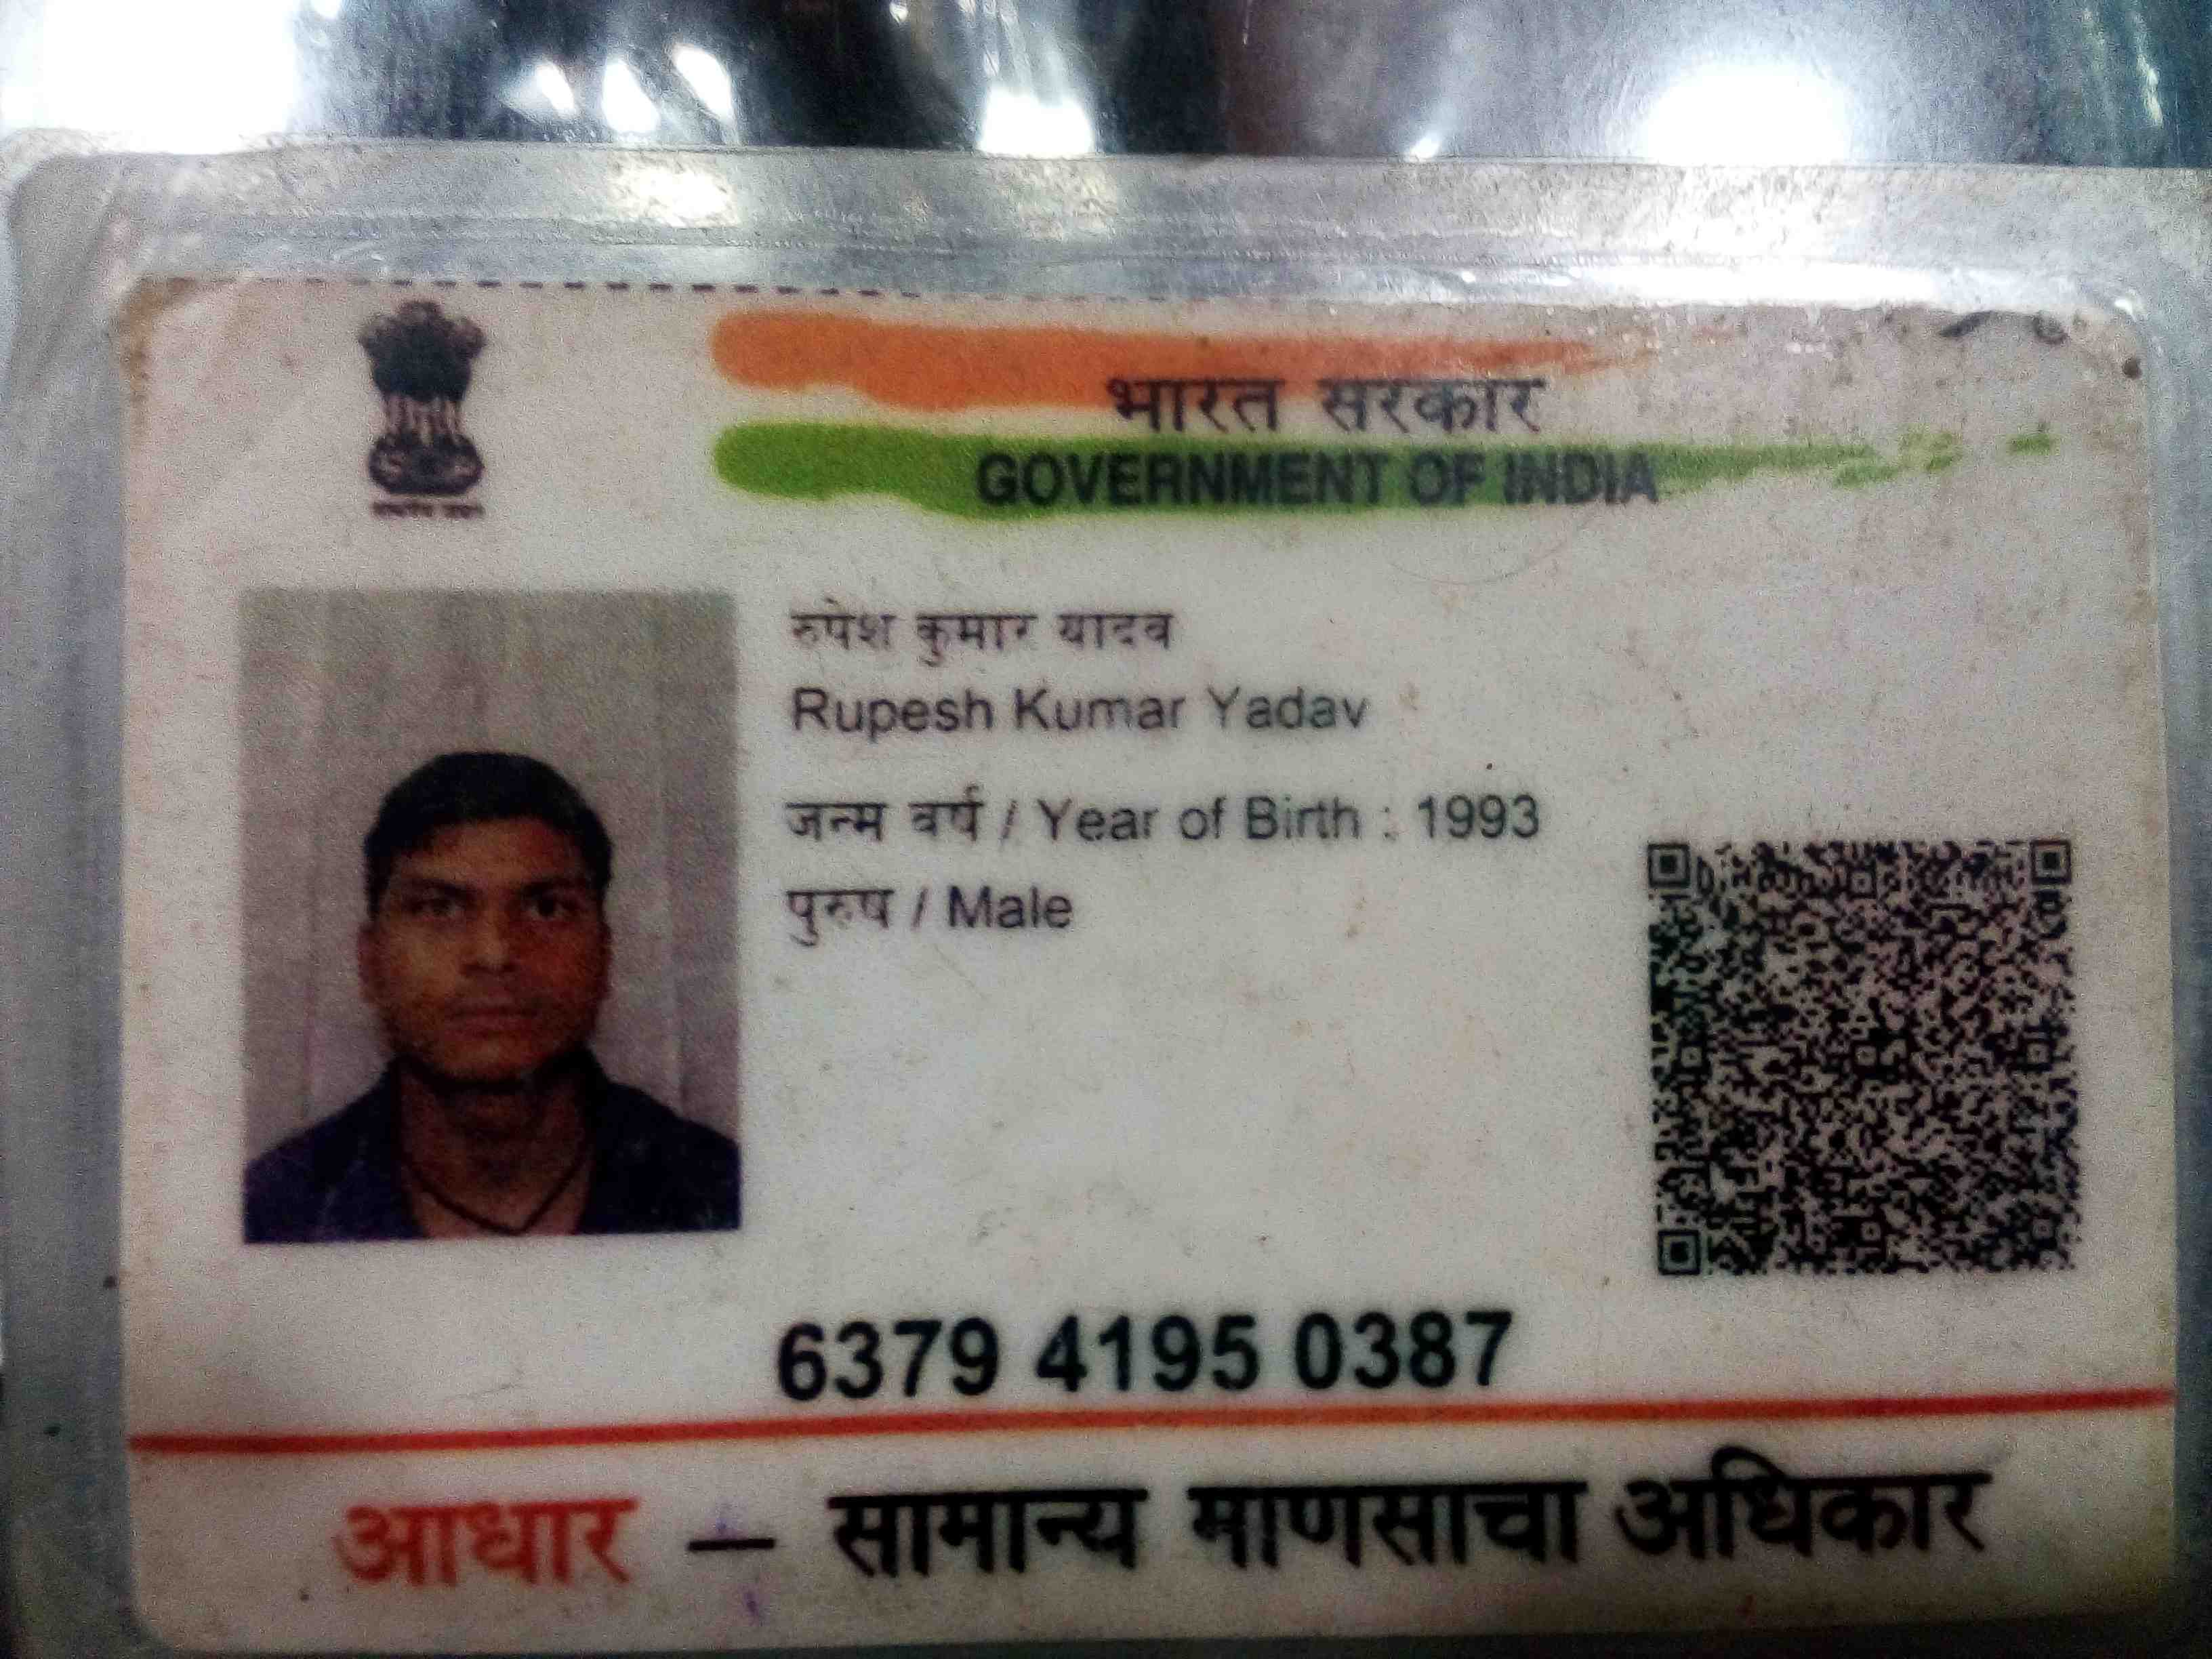 भारत सरकार
GOVERNMENT OF INDIA
रुपेश कुमार यादव
Rupesh Kumar Yadav
जन्म वर्ष / Year of Birth : 1993
पुरुष / Male
6379 4195 0387
आधार — सामान्य माणसाचा अधिकार